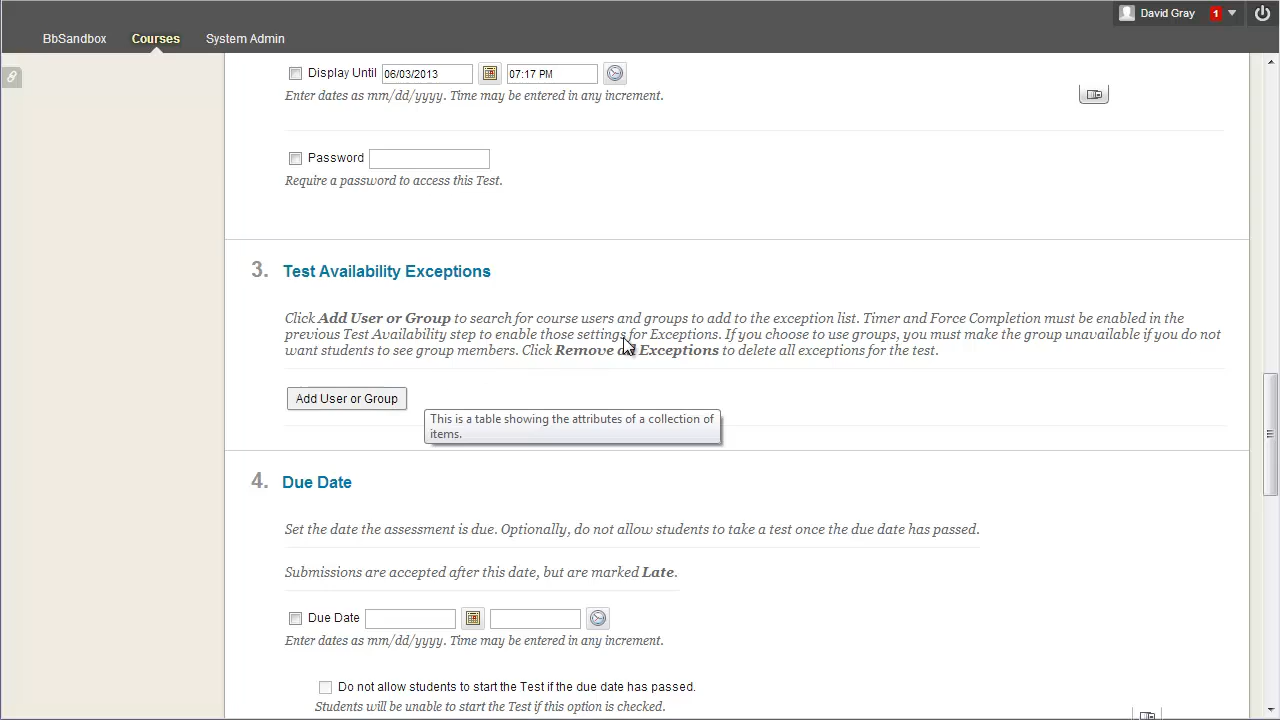 David Gray 1
BbSandbox Courses System Admin
Display Until 06/03/2013 07:17 PM
Enter dates as mm/dd/yyyy. Time may be entered in any increment.
Password
Require a password to access this Test.
3. Test Availability Exceptions
Click Add User or Group to search for course users and groups to add to the exception list. Timer and Force Completion must be enabled in the
previous Test Availability step to enable those settings for Exceptions. If you choose to use groups, you must make the group unavailable if you do not
want students to see group members. Click Remove Exceptions to delete all exceptions for the test.
Add User or Group
This is a table showing the attributes of a collection of
items.
4. Due Date
Set the date the assessment is due. Optionally, do not allow students to take a test once the due date has passed.
Submissions are accepted after this date, but are marked Late.
Due Date
Enter dates as mm/dd/yyyy. Time may be entered in any increment.
Do not allow students to start the Test if the due date has passed.
Students will be unable to start the Test if this option is checked.